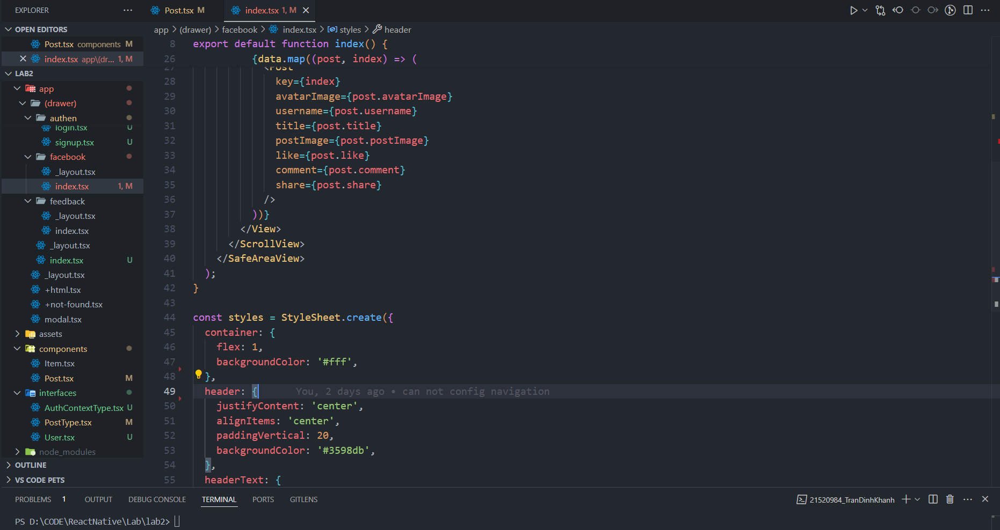 EXPLORER
OPEN EDITORS
Post.tsx components M
index.tsx app\(dr... 1, M
LAB2
app
(drawer)
authen
login.tsx U
signup.tsx U
facebook
_layout.tsx
index.tsx 1, M
feedback
_layout.tsx
index.tsx
_layout.tsx
index.tsx U
_layout.tsx
+html.tsx
+not-found.tsx
modal.tsx
assets
components
Item.tsx
Post.tsx M
interfaces
AuthContextType.tsx U
PostType.tsx M
User.tsx U
node_modules
OUTLINE
VS CODE PETS
Post.tsx M
index.tsx 1, M
app > (drawer) > facebook > index.tsx > styles > header
8 export default function index() {
26 {data.map((post, index) => (
27 <Post
28 key={index}
29 avatarImage={post.avatarImage}
30 username={post.username}
31 title={post.title}
32 postImage={post.postImage}
33 like={post.like}
34 comment={post.comment}
35 share={post.share}
36 />
37 ))}
38 </View>
39 </ScrollView>
40 </SafeAreaView>
41 );
42 }
43
44 const styles = StyleSheet.create({
45 container: {
46 flex: 1,
47 backgroundColor: '#fff',
48 },
49 header: { You, 2 days ago • can not config navigation
50 justifyContent: 'center',
51 alignItems: 'center',
52 paddingVertical: 20,
53 backgroundColor: '#3598db',
54 },
55 headerText: {
PROBLEMS 1 OUTPUT DEBUG CONSOLE TERMINAL PORTS GITLENS
21520984_TranDinhKhanh
PS D:\CODE\ReactNative\Lab\lab2>